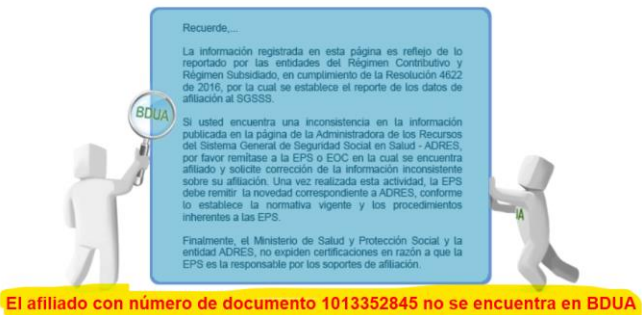 Recuerde,...
La información registrada en esta página es reflejo de lo
reportado por las entidades del Régimen Contributivo y
Régimen Subsidiado, en cumplimiento de la Resolución 4622
de 2016, por la cual se establece el reporte de los datos de
afiliación al SGSSS.
Si usted encuentra una inconsistencia en la información
publicada en la página de la Administradora de los Recursos
del Sistema General de Seguridad Social en Salud - ADRES,
por favor remítase a la EPS o EOC en la cual se encuentra
afiliado y solicite corrección de la información inconsistente
sobre su afiliación. Una vez realizada esta actividad, la EPS
debe remitir la novedad correspondiente a ADRES, conforme
lo establece la normativa vigente y los procedimientos
inherentes a las EPS.
Finalmente, el Ministerio de Salud y Protección Social y la
entidad ADRES, no expiden certificaciones en razón a que la
EPS es la responsable por los soportes de afiliación.
BDUA
IA
El afiliado con número de documento 1013352845 no se encuentra en BDUA